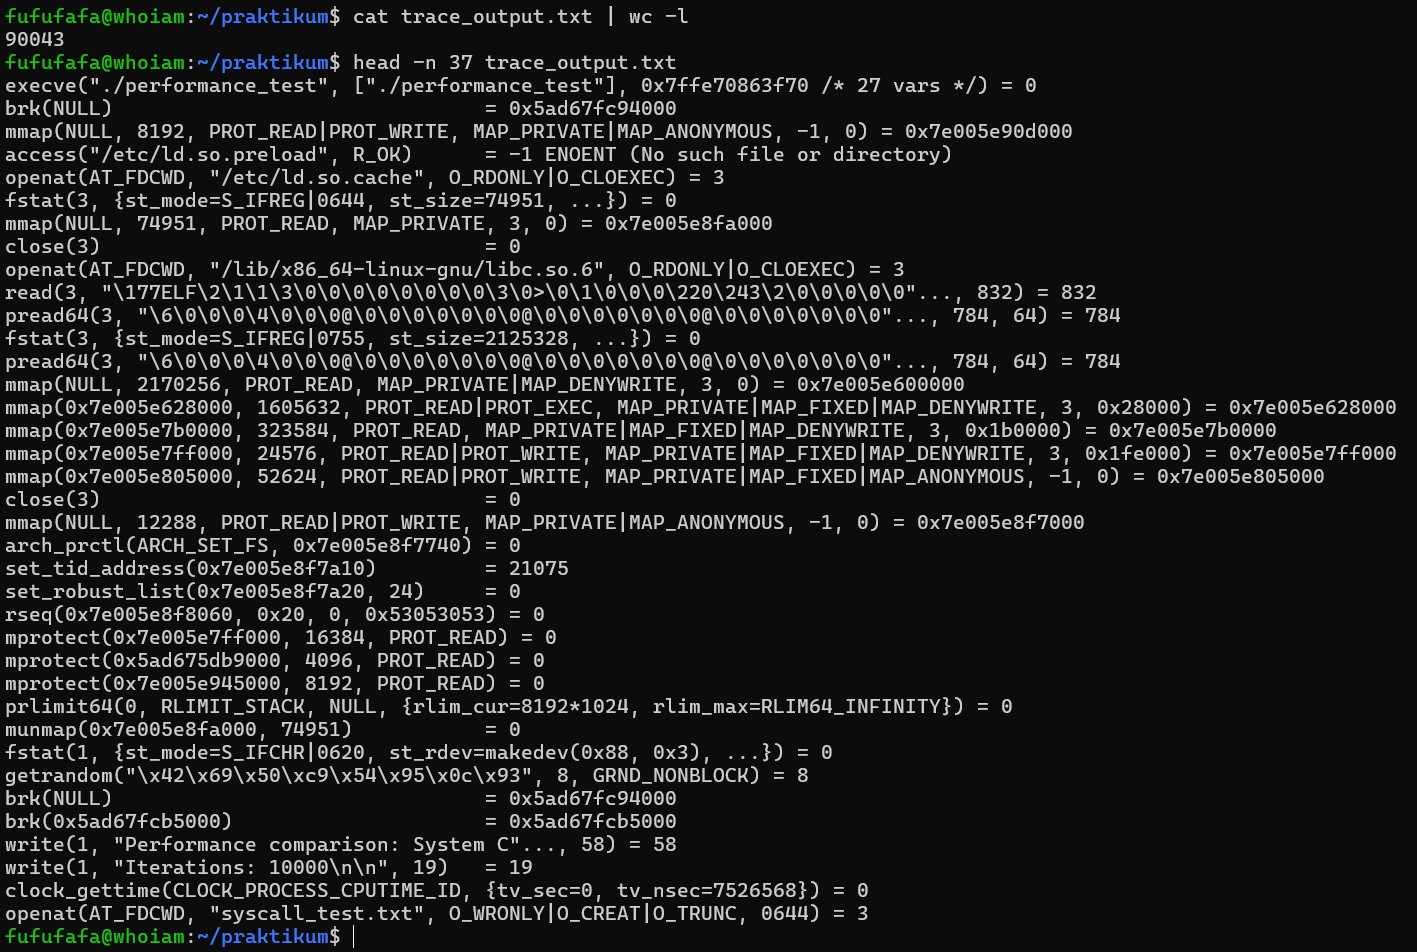 fufufafa@whoiam:~/praktikum$ cat trace_output.txt | wc -l
90043
fufufafa@whoiam:~/praktikum$ head -n 37 trace_output.txt
execve("./performance_test", ["./performance_test"], 0x7ffe70863f70 /* 27 vars */) = 0
brk(NULL)                               = 0x5ad67fc94000
mmap(NULL, 8192, PROT_READ|PROT_WRITE, MAP_PRIVATE|MAP_ANONYMOUS, -1, 0) = 0x7e005e90d000
access("/etc/ld.so.preload", R_OK)      = -1 ENOENT (No such file or directory)
openat(AT_FDCWD, "/etc/ld.so.cache", O_RDONLY|O_CLOEXEC) = 3
fstat(3, {st_mode=S_IFREG|0644, st_size=74951, ...}) = 0
mmap(NULL, 74951, PROT_READ, MAP_PRIVATE, 3, 0) = 0x7e005e8fa000
close(3)                                = 0
openat(AT_FDCWD, "/lib/x86_64-linux-gnu/libc.so.6", O_RDONLY|O_CLOEXEC) = 3
read(3, "\177ELF\2\1\1\3\0\0\0\0\0\0\0\0\3\0>\0\1\0\0\0\220\243\2\0\0\0\0\0"..., 832) = 832
pread64(3, "\6\0\0\0\4\0\0\0@\0\0\0\0\0\0\0@\0\0\0\0\0\0\0@\0\0\0\0\0\0\0"..., 784, 64) = 784
fstat(3, {st_mode=S_IFREG|0755, st_size=2125328, ...}) = 0
pread64(3, "\6\0\0\0\4\0\0\0@\0\0\0\0\0\0\0@\0\0\0\0\0\0\0@\0\0\0\0\0\0\0"..., 784, 64) = 784
mmap(NULL, 2170256, PROT_READ, MAP_PRIVATE|MAP_DENYWRITE, 3, 0) = 0x7e005e600000
mmap(0x7e005e628000, 1605632, PROT_READ|PROT_EXEC, MAP_PRIVATE|MAP_FIXED|MAP_DENYWRITE, 3, 0x28000) = 0x7e005e628000
mmap(0x7e005e7b0000, 323584, PROT_READ, MAP_PRIVATE|MAP_FIXED|MAP_DENYWRITE, 3, 0x1b0000) = 0x7e005e7b0000
mmap(0x7e005e7ff000, 24576, PROT_READ|PROT_WRITE, MAP_PRIVATE|MAP_FIXED|MAP_DENYWRITE, 3, 0x1fe000) = 0x7e005e7ff000
mmap(0x7e005e805000, 52624, PROT_READ|PROT_WRITE, MAP_PRIVATE|MAP_FIXED|MAP_ANONYMOUS, -1, 0) = 0x7e005e805000
close(3)                                = 0
mmap(NULL, 12288, PROT_READ|PROT_WRITE, MAP_PRIVATE|MAP_ANONYMOUS, -1, 0) = 0x7e005e8f7000
arch_prctl(ARCH_SET_FS, 0x7e005e8f7740) = 0
set_tid_address(0x7e005e8f7a10)         = 21075
set_robust_list(0x7e005e8f7a20, 24)     = 0
rseq(0x7e005e8f8060, 0x20, 0, 0x53053053) = 0
mprotect(0x7e005e7ff000, 16384, PROT_READ) = 0
mprotect(0x5ad675db9000, 4096, PROT_READ) = 0
mprotect(0x7e005e945000, 8192, PROT_READ) = 0
prlimit64(0, RLIMIT_STACK, NULL, {rlim_cur=8192*1024, rlim_max=RLIM64_INFINITY}) = 0
munmap(0x7e005e8fa000, 74951)           = 0
fstat(1, {st_mode=S_IFCHR|0620, st_rdev=makedev(0x88, 0x3), ...}) = 0
getrandom("\x42\x69\x50\xc9\x54\x95\x0c\x93", 8, GRND_NONBLOCK) = 8
brk(NULL)                               = 0x5ad67fc94000
brk(0x5ad67fcb5000)                     = 0x5ad67fcb5000
write(1, "Performance comparison: System C"..., 58) = 58
write(1, "Iterations: 10000\n\n", 19)   = 19
clock_gettime(CLOCK_PROCESS_CPUTIME_ID, {tv_sec=0, tv_nsec=7526568}) = 0
openat(AT_FDCWD, "syscall_test.txt", O_WRONLY|O_CREAT|O_TRUNC, 0644) = 3
fufufafa@whoiam:~/praktikum$